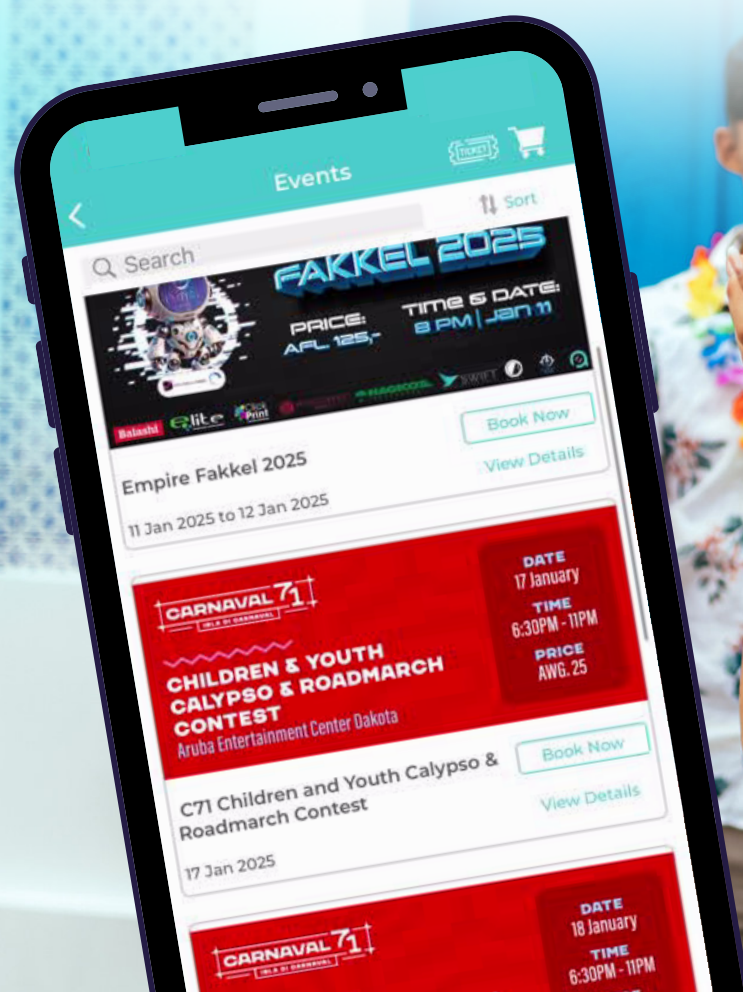 TICKET
Events
Sort
Search
FAKKEL 2025
PRICE:
AFL 125,-
TIME & DATE:
8 PM | JAN 11
Balashi
elite
Click
Print
SWIFT
Book Now
Empire Fakkel 2025
View Details
11 Jan 2025 to 12 Jan 2025
CARNAVAL 71
ISLA DI CARNAVAL
CHILDREN & YOUTH
CALYPSO & ROADMARCH
CONTEST
Aruba Entertainment Center Dakota
DATE
17 January
TIME
6:30PM - 11PM
PRICE
AWG. 25
Book Now
C71 Children and Youth Calypso &
Roadmarch Contest
View Details
17 Jan 2025
CARNAVAL 71
ISLA DI CARNAVAL
DATE
18 January
TIME
6:30PM - 11PM